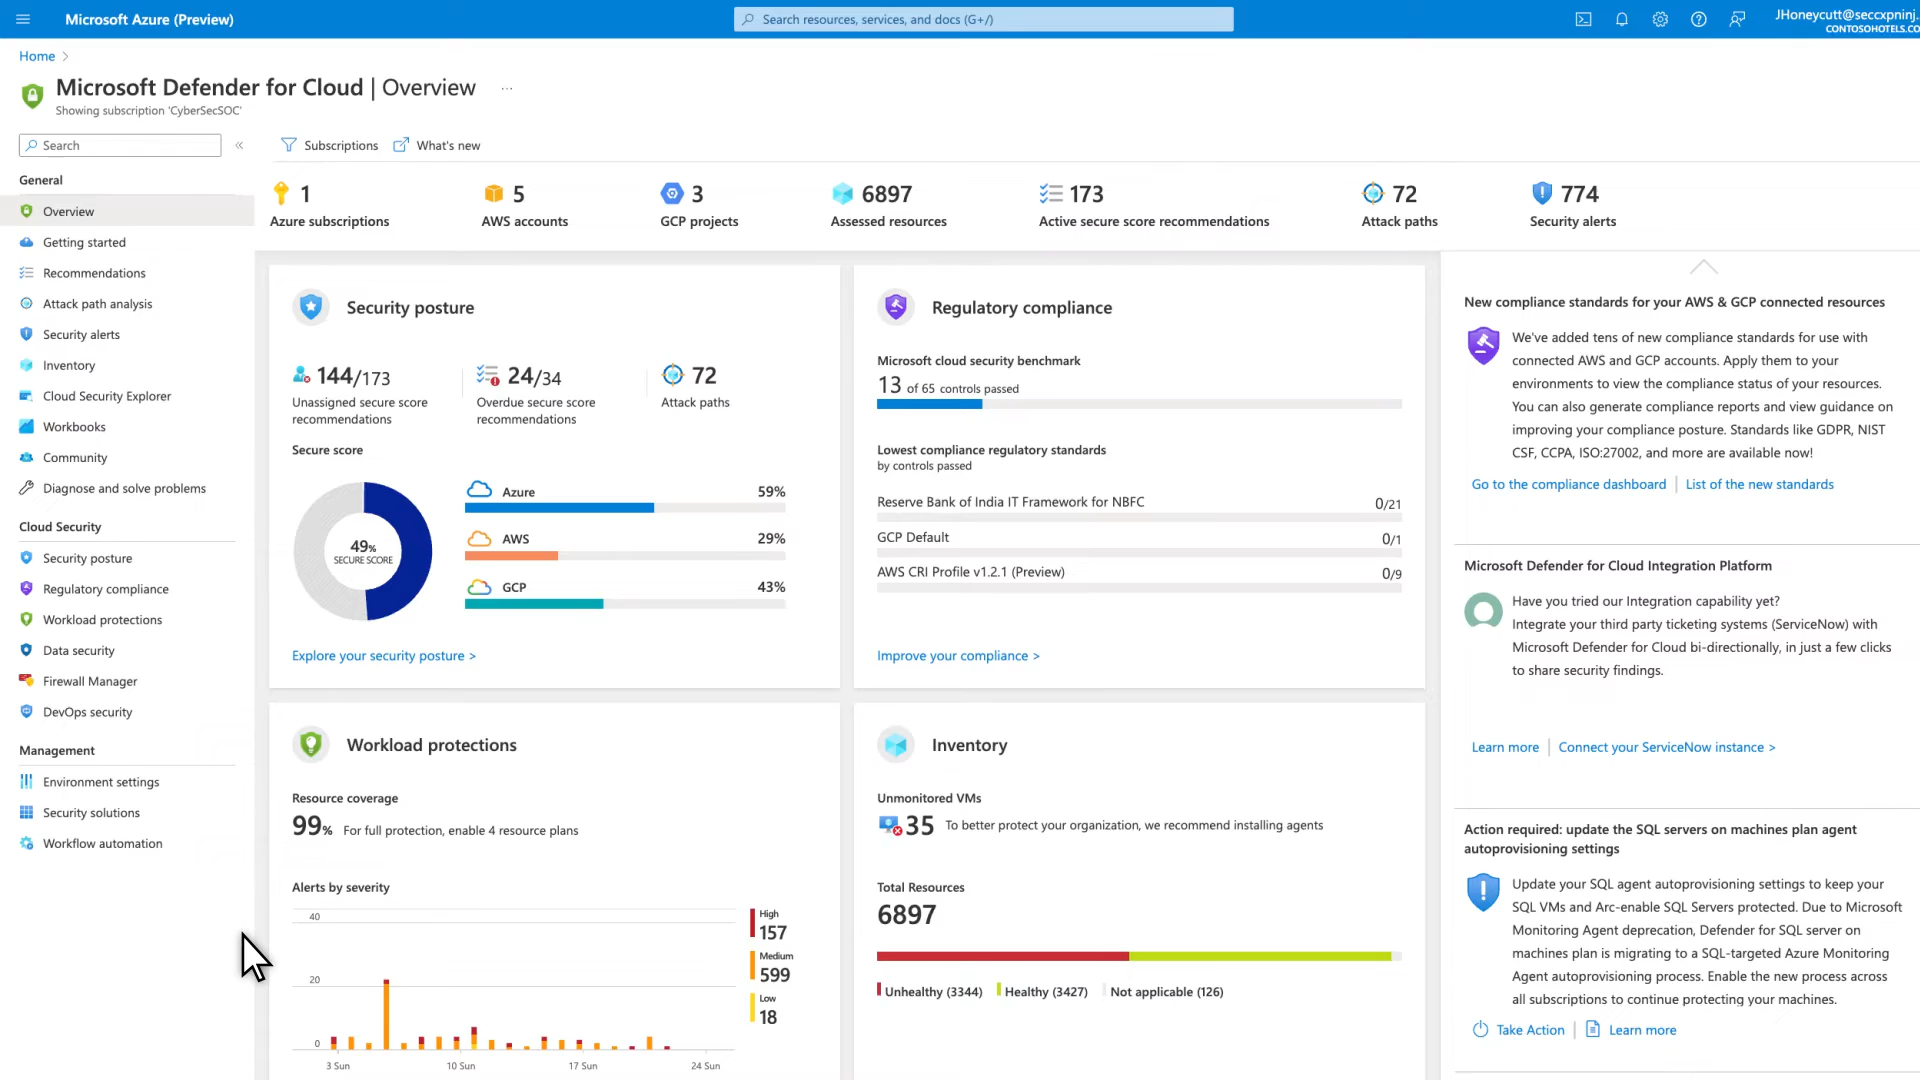 Microsoft Azure (Preview)
Search resources, services, and docs (G+/)
JHoneycutt@seccxpninj...
CONTOSOHOTELS.CO
Home
Microsoft Defender for Cloud | Overview
...
Showing subscription 'CyberSecSOC'
Search
«
Subscriptions
What's new
General
Overview
Getting started
Recommendations
Attack path analysis
Security alerts
Inventory
Cloud Security Explorer
Workbooks
Community
Diagnose and solve problems
Cloud Security
Security posture
Regulatory compliance
Workload protections
Data security
Firewall Manager
DevOps security
Management
Environment settings
Security solutions
Workflow automation
1
Azure subscriptions
5
AWS accounts
3
GCP projects
6897
Assessed resources
173
Active secure score recommendations
72
Attack paths
774
Security alerts
Security posture
144/173
Unassigned secure score
recommendations
24/34
Overdue secure score
recommendations
72
Attack paths
Secure score
49%
SECURE SCORE
Azure 59%
AWS 29%
GCP 43%
Explore your security posture >
Regulatory compliance
Microsoft cloud security benchmark
13 of 65 controls passed
Lowest compliance regulatory standards
by controls passed
Reserve Bank of India IT Framework for NBFC 0/21
GCP Default 0/1
AWS CRI Profile v1.2.1 (Preview) 0/9
Improve your compliance >
Workload protections
Resource coverage
99% For full protection, enable 4 resource plans
Alerts by severity
40
20
0
3 Sun
10 Sun
17 Sun
24 Sun
High
157
Medium
599
Low
18
Inventory
Unmonitored VMs
35 To better protect your organization, we recommend installing agents
Total Resources
6897
Unhealthy (3344)
Healthy (3427)
Not applicable (126)
New compliance standards for your AWS & GCP connected resources
We've added tens of new compliance standards for use with
connected AWS and GCP accounts. Apply them to your
environments to view the compliance status of your resources.
You can also generate compliance reports and view guidance on
improving your compliance posture. Standards like GDPR, NIST
CSF, CCPA, ISO:27002, and more are available now!
Go to the compliance dashboard | List of the new standards
Microsoft Defender for Cloud Integration Platform
Have you tried our Integration capability yet?
Integrate your third party ticketing systems (ServiceNow) with
Microsoft Defender for Cloud bi-directionally, in just a few clicks
to share security findings.
Learn more | Connect your ServiceNow instance >
Action required: update the SQL servers on machines plan agent
autoprovisioning settings
Update your SQL agent autoprovisioning settings to keep your
SQL VMs and Arc-enable SQL Servers protected. Due to Microsoft
Monitoring Agent deprecation, Defender for SQL server on
machines plan is migrating to a SQL-targeted Azure Monitoring
Agent autoprovisioning process. Enable the new process across
all subscriptions to continue protecting your machines.
Take Action | Learn more